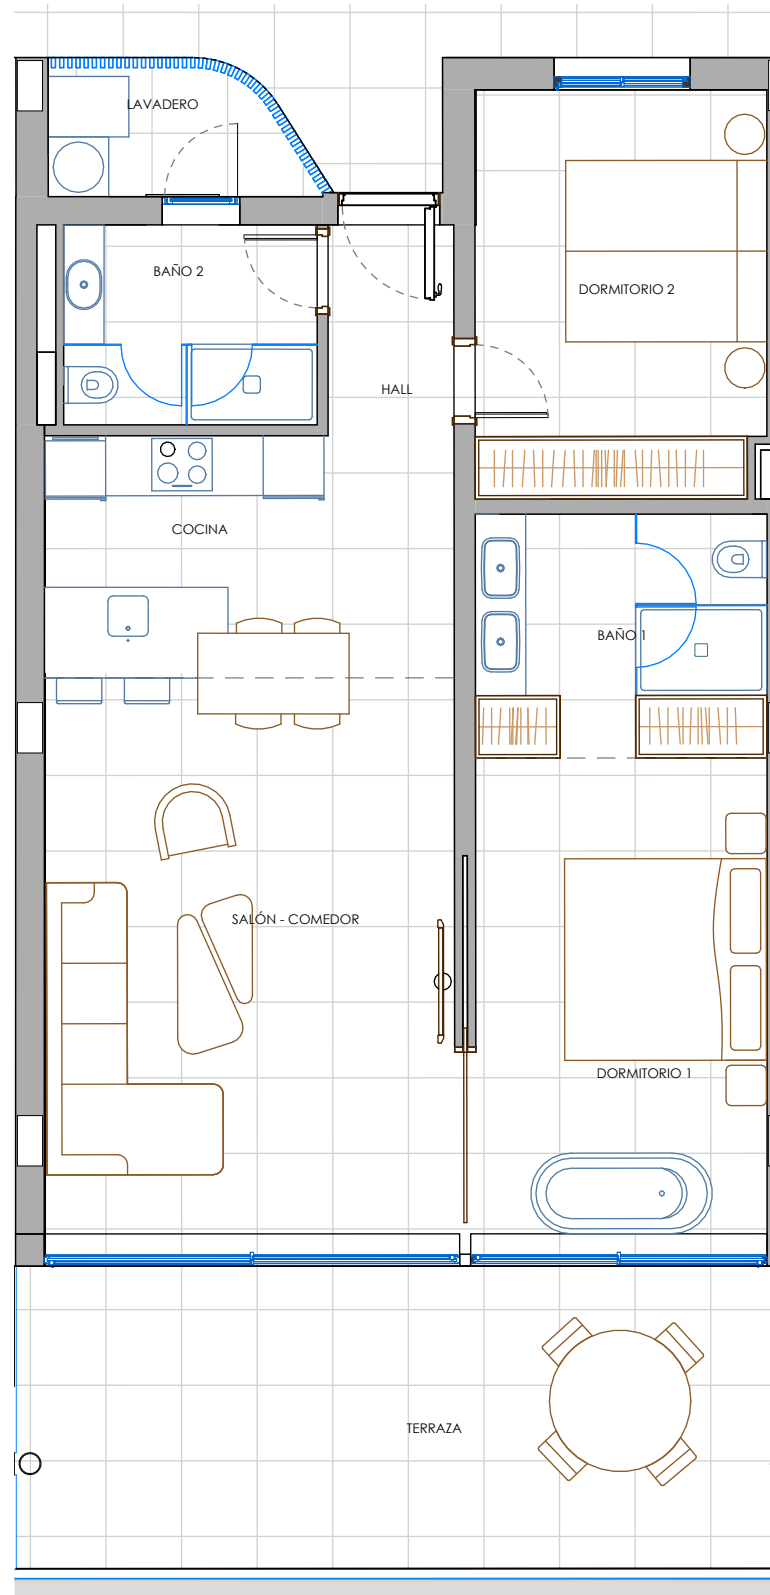 LAVADERO
BAÑO 2
DORMITORIO 2
HALL
COCINA
BAÑO 1
SALÓN - COMEDOR
DORMITORIO 1
TERRAZA